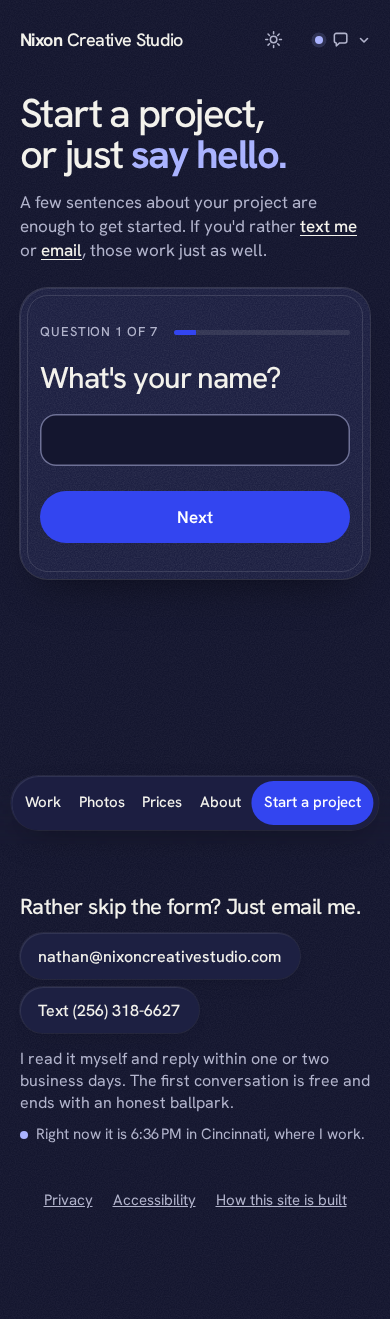 Nixon Creative Studio
Start a project,
or just say hello.
A few sentences about your project are
enough to get started. If you'd rather text me
or email, those work just as well.
QUESTION 1 OF 7
What's your name?
Next
Work Photos Prices About Start a project
Rather skip the form? Just email me.
nathan@nixoncreativestudio.com
Text (256) 318-6627
I read it myself and reply within one or two
business days. The first conversation is free and
ends with an honest ballpark.
Right now it is 6:36 PM in Cincinnati, where I work.
Privacy Accessibility How this site is built